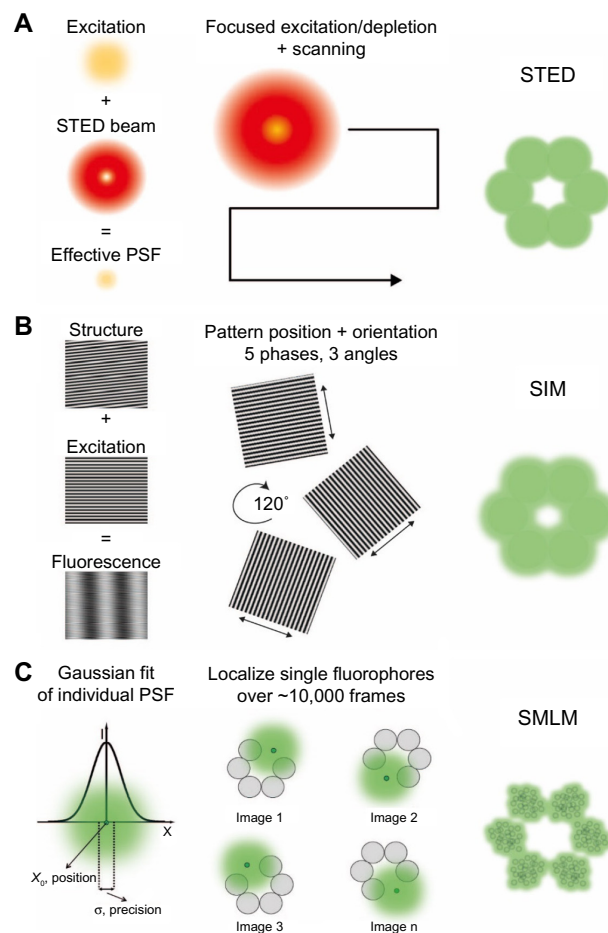 A
Excitation
+
STED beam
=
Effective PSF
Focused excitation/depletion
+ scanning
STED
B
Structure
+
Excitation
=
Fluorescence
Pattern position + orientation
5 phases, 3 angles
120˚
SIM
C
Gaussian fit
of individual PSF
I
X
X₀, position
σ, precision
Localize single fluorophores
over ~10,000 frames
Image 1
Image 2
Image 3
Image n
SMLM